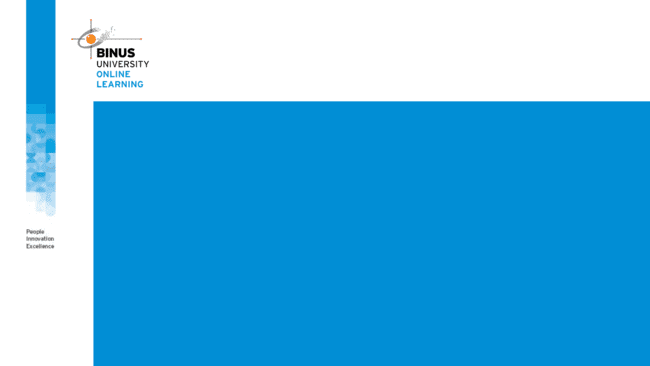 BINUS
UNIVERSITY
ONLINE
LEARNING
People
Innovation
Excellence